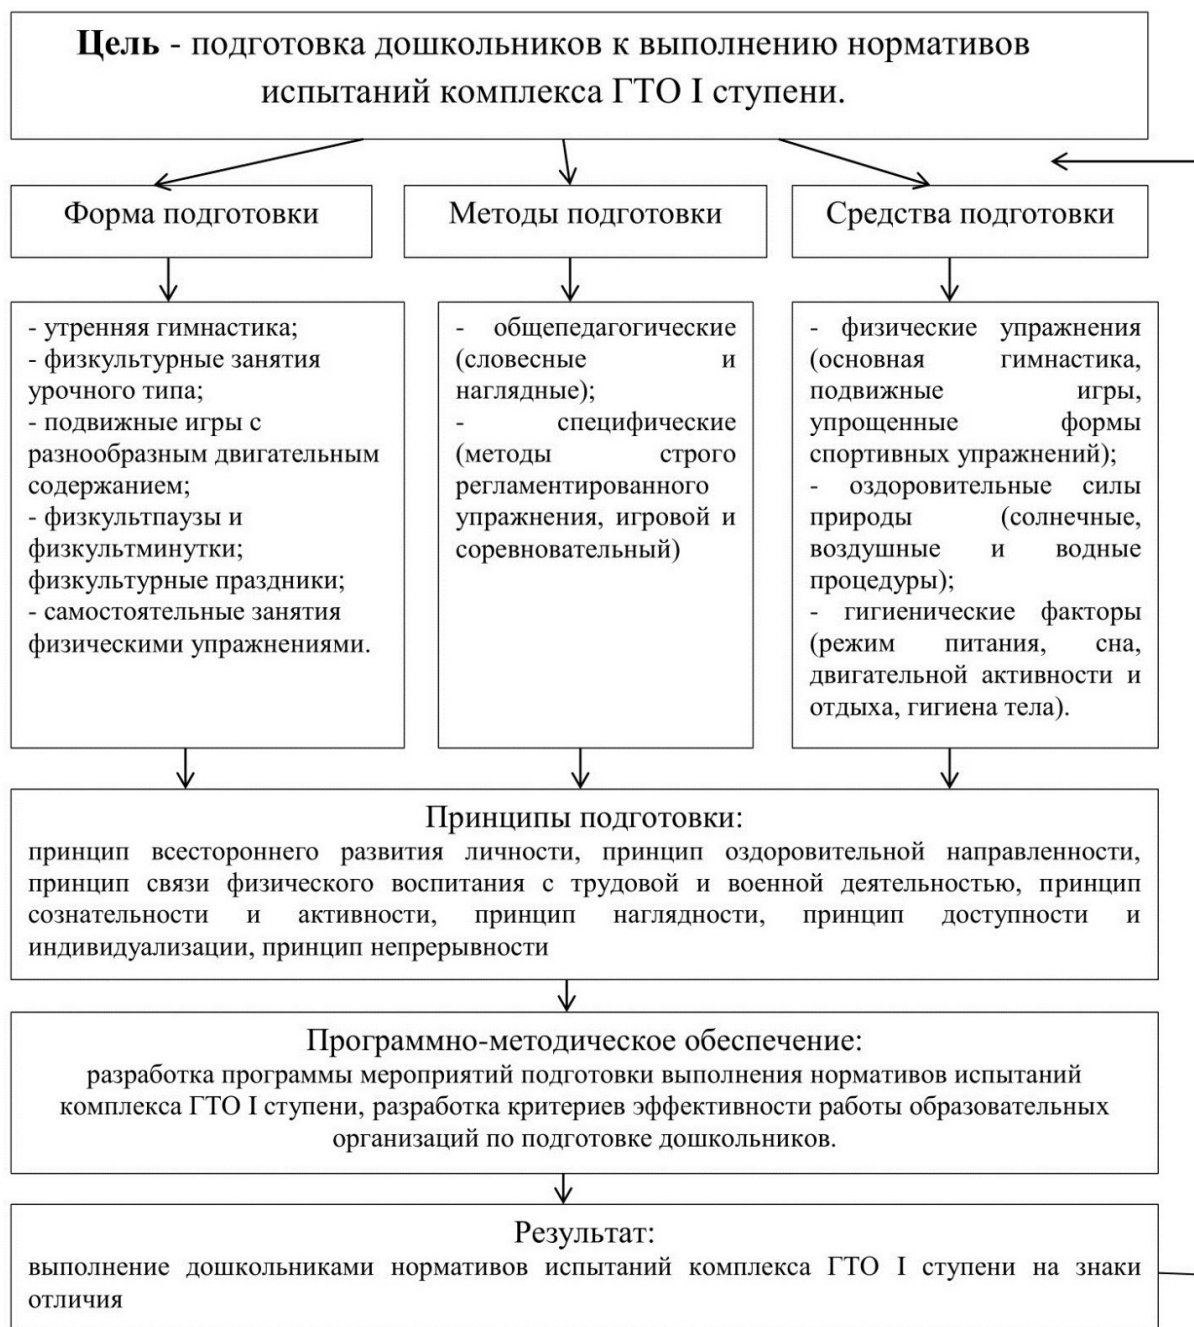 Цель - подготовка дошкольников к выполнению нормативов
испытаний комплекса ГТО I ступени.
Форма подготовки
Методы подготовки
Средства подготовки
- утренняя гимнастика;
- физкультурные занятия
урочного типа;
- подвижные игры с
разнообразным двигательным
содержанием;
- физкультпаузы и
физкультминутки;
физкультурные праздники;
- самостоятельные занятия
физическими упражнениями.
- общепедагогические
(словесные и
наглядные);
- специфические
(методы строго
регламентированного
упражнения, игровой и
соревновательный)
- физические упражнения
(основная гимнастика,
подвижные игры,
упрощенные формы
спортивных упражнений);
- оздоровительные силы
природы (солнечные,
воздушные и водные
процедуры);
- гигиенические факторы
(режим питания, сна,
двигательной активности и
отдыха, гигиена тела).
Принципы подготовки:
принцип всестороннего развития личности, принцип оздоровительной направленности,
принцип связи физического воспитания с трудовой и военной деятельностью, принцип
сознательности и активности, принцип наглядности, принцип доступности и
индивидуализации, принцип непрерывности
Программно-методическое обеспечение:
разработка программы мероприятий подготовки выполнения нормативов испытаний
комплекса ГТО I ступени, разработка критериев эффективности работы образовательных
организаций по подготовке дошкольников.
Результат:
выполнение дошкольниками нормативов испытаний комплекса ГТО I ступени на знаки
отличия